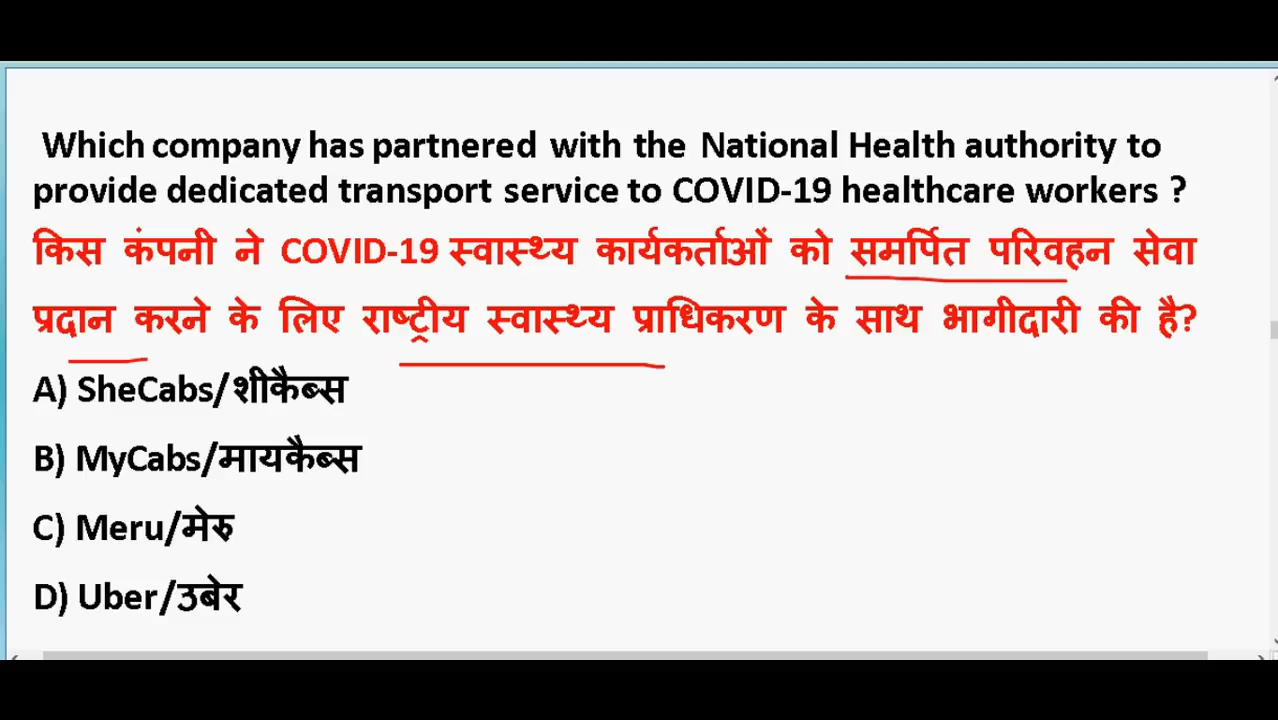 Which company has partnered with the National Health authority to
provide dedicated transport service to COVID-19 healthcare workers ?
किस कंपनी ने COVID-19 स्वास्थ्य कार्यकर्ताओं को समर्पित परिवहन सेवा
प्रदान करने के लिए राष्ट्रीय स्वास्थ्य प्राधिकरण के साथ भागीदारी की है?
A) SheCabs/शीकैब्स
B) MyCabs/मायकैब्स
C) Meru/मेरु
D) Uber/उबेर